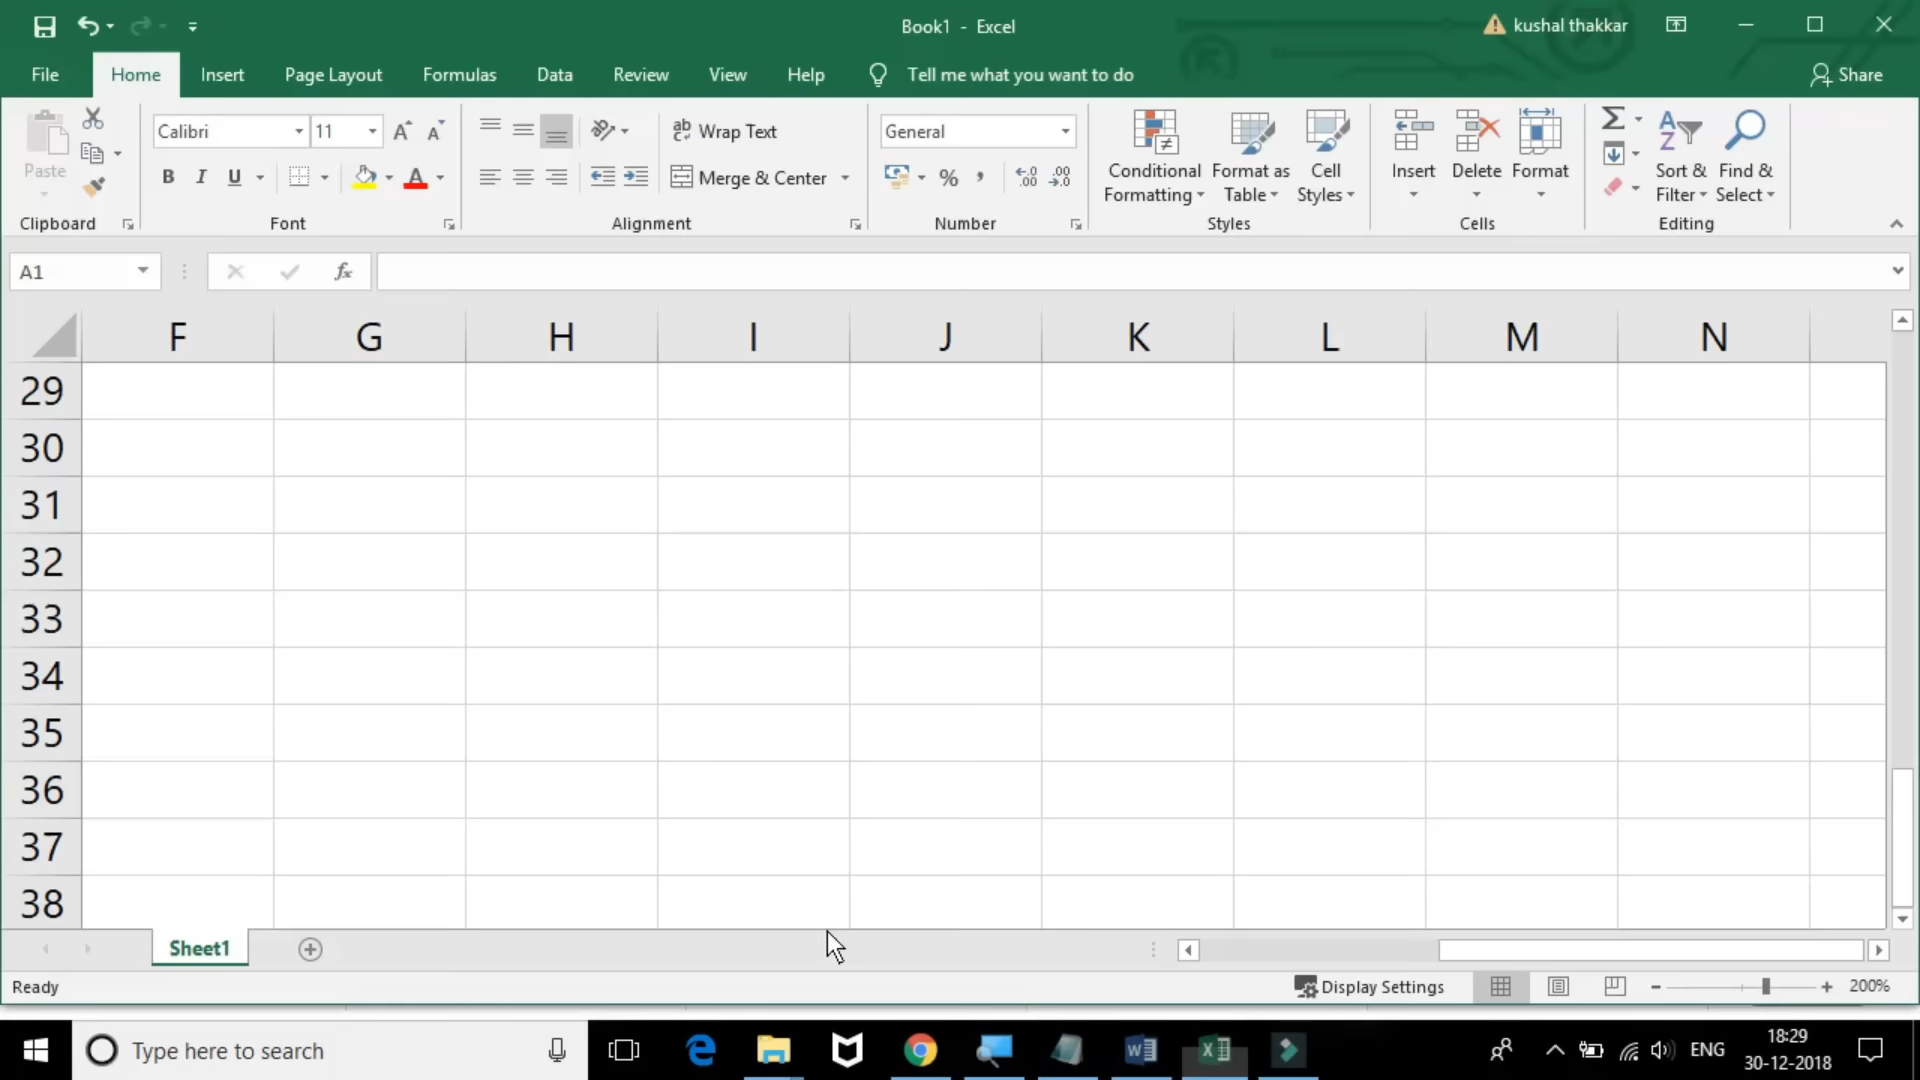 Book1 - Excel
kushal thakkar
File Home Insert Page Layout Formulas Data Review View Help Tell me what you want to do Share
Calibri 11 Wrap Text General
Paste B I U Merge & Center % , Conditional Formatting Format as Table Cell Styles Insert Delete Format Sort & Filter Find & Select
Clipboard Font Alignment Number Styles Cells Editing
A1 fx
F G H I J K L M N
29
30
31
32
33
34
35
36
37
38
Sheet1
Ready Display Settings 200%
Type here to search ENG 18:29
30-12-2018